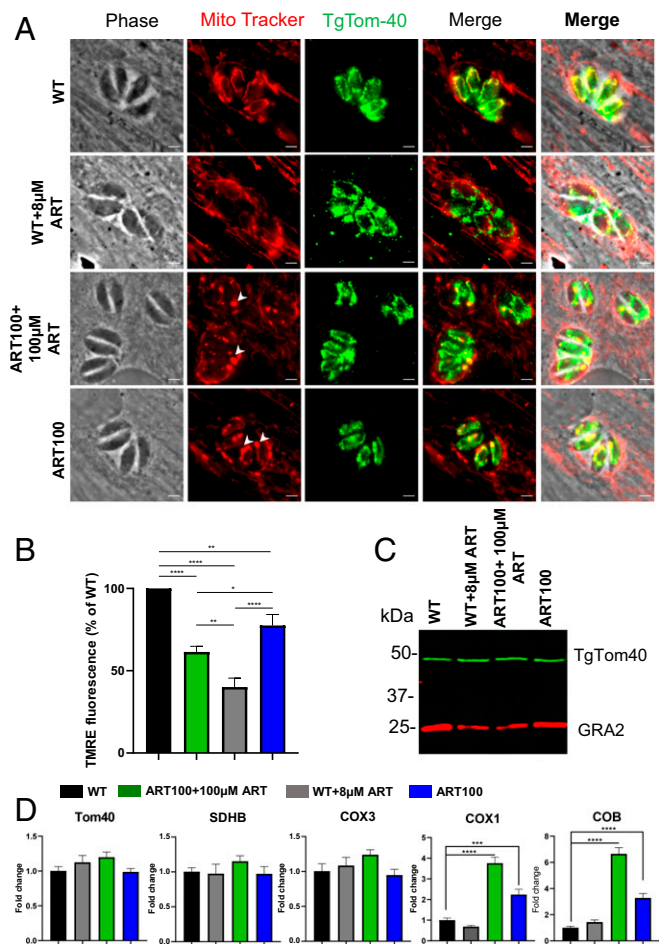 A
Phase
Mito Tracker
TgTom-40
Merge
Merge
WT
WT+8µM
ART
ART100+
100µM
ART
ART100
B
TMRE fluorescence (% of WT)
100
50
0
**
****
****
*
****
**
C
WT
WT+8µM ART
ART100+ 100µM
ART
ART100
kDa
50-
37-
25-
TgTom40
GRA2
WT
ART100+100µM ART
WT+8µM ART
ART100
D
Tom40
Fold change
1.5
1.0
0.5
0.0
SDHB
Fold change
1.5
1.0
0.5
0.0
COX3
Fold change
1.5
1.0
0.5
0.0
COX1
Fold change
5
4
3
2
1
0
***
****
COB
Fold change
8
6
4
2
0
****
****